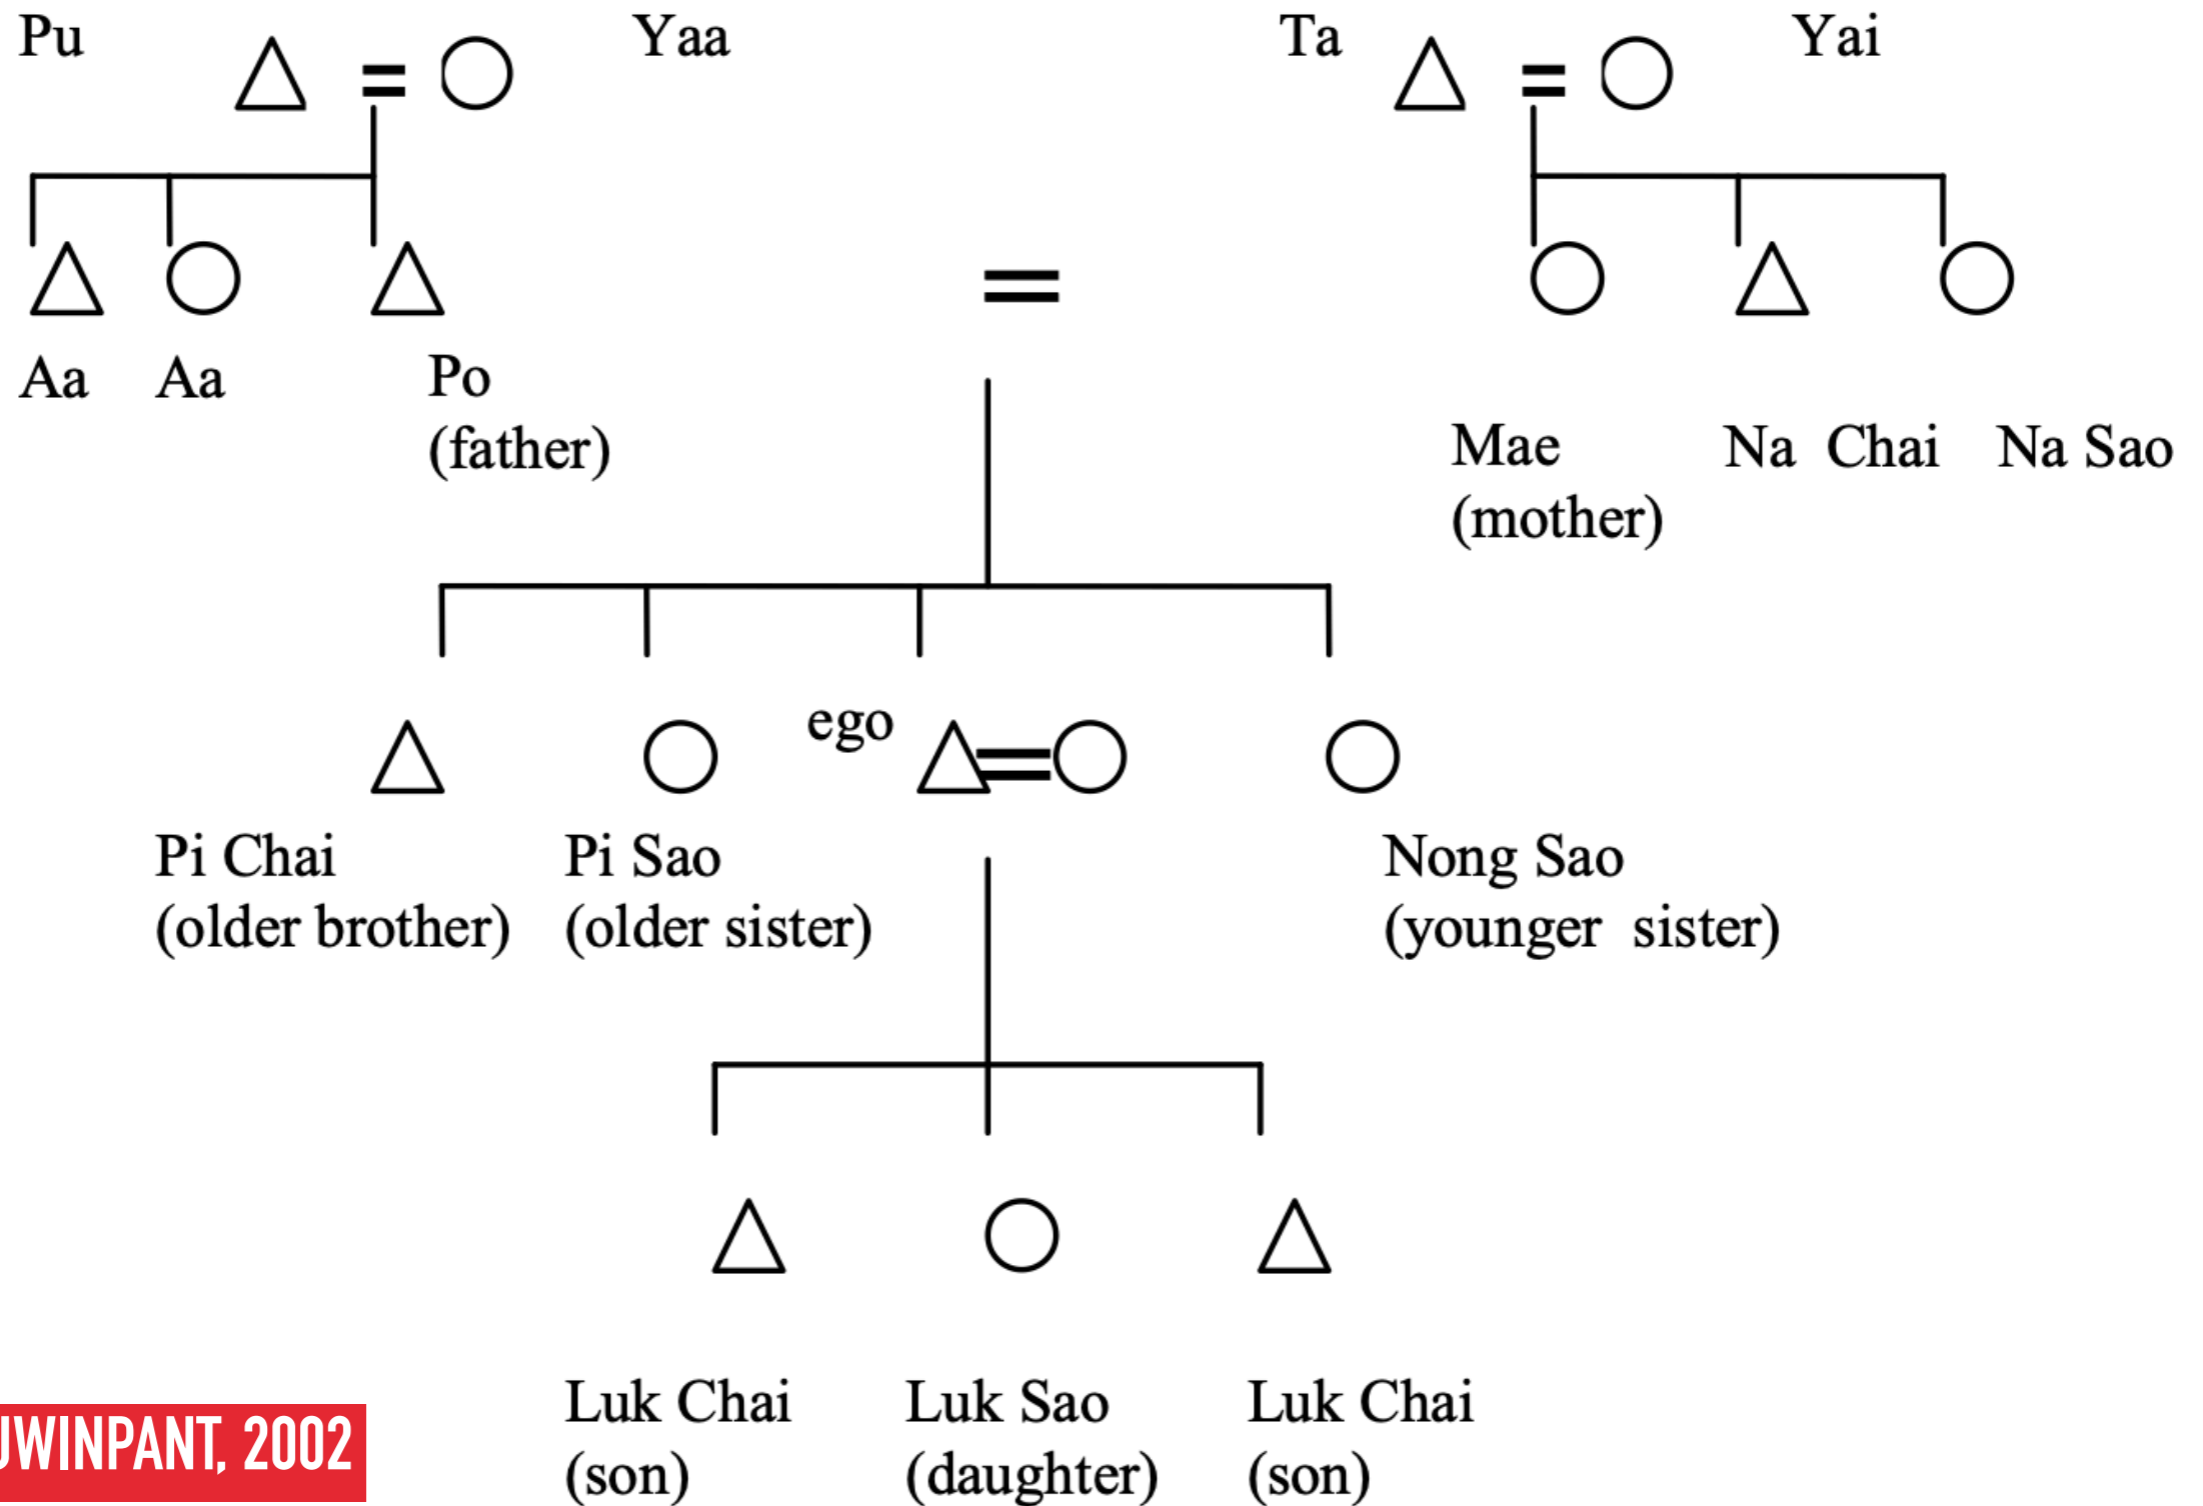 Pu Yaa Ta Yai
Aa Aa Po
(father)
Mae Na Chai Na Sao
(mother)
ego
Pi Chai Pi Sao Nong Sao
(older brother) (older sister) (younger sister)
Luk Chai Luk Sao Luk Chai
(son) (daughter) (son)
2002